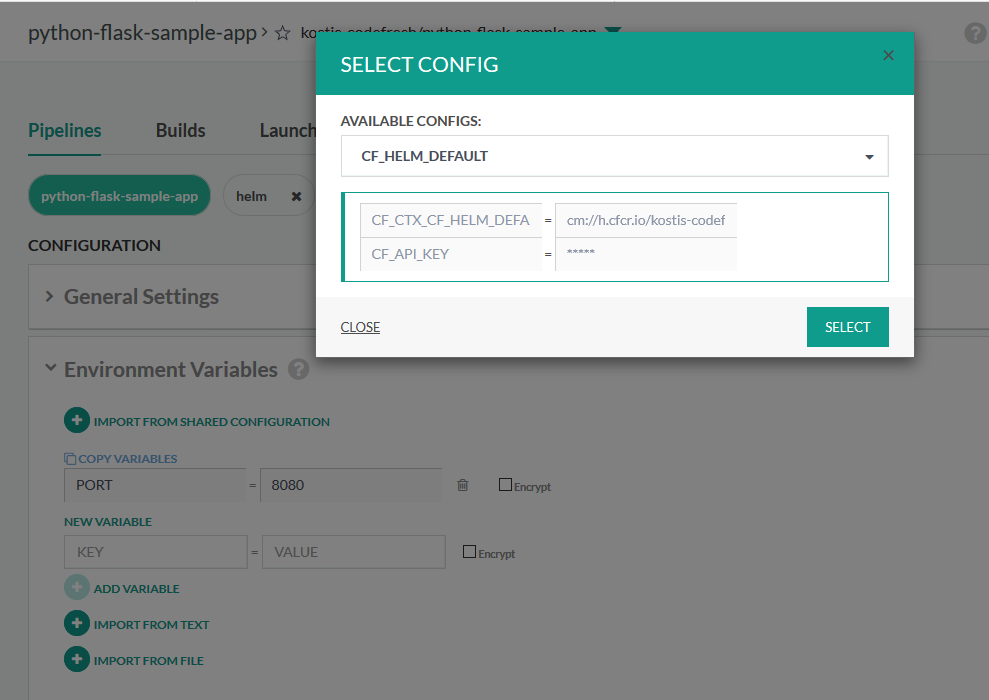 python-flask-sample-app > ☆ kostis-codefresh/python-flask-sample-app
?
SELECT CONFIG ×
Pipelines Builds Launch
AVAILABLE CONFIGS:
CF_HELM_DEFAULT
python-flask-sample-app helm ×
CF_CTX_CF_HELM_DEFA = cm://h.cfcr.io/kostis-codef
CF_API_KEY = *****
CONFIGURATION
General Settings
CLOSE SELECT
Environment Variables ?
+ IMPORT FROM SHARED CONFIGURATION
COPY VARIABLES
PORT = 8080 Encrypt
NEW VARIABLE
KEY = VALUE Encrypt
+ ADD VARIABLE
+ IMPORT FROM TEXT
+ IMPORT FROM FILE